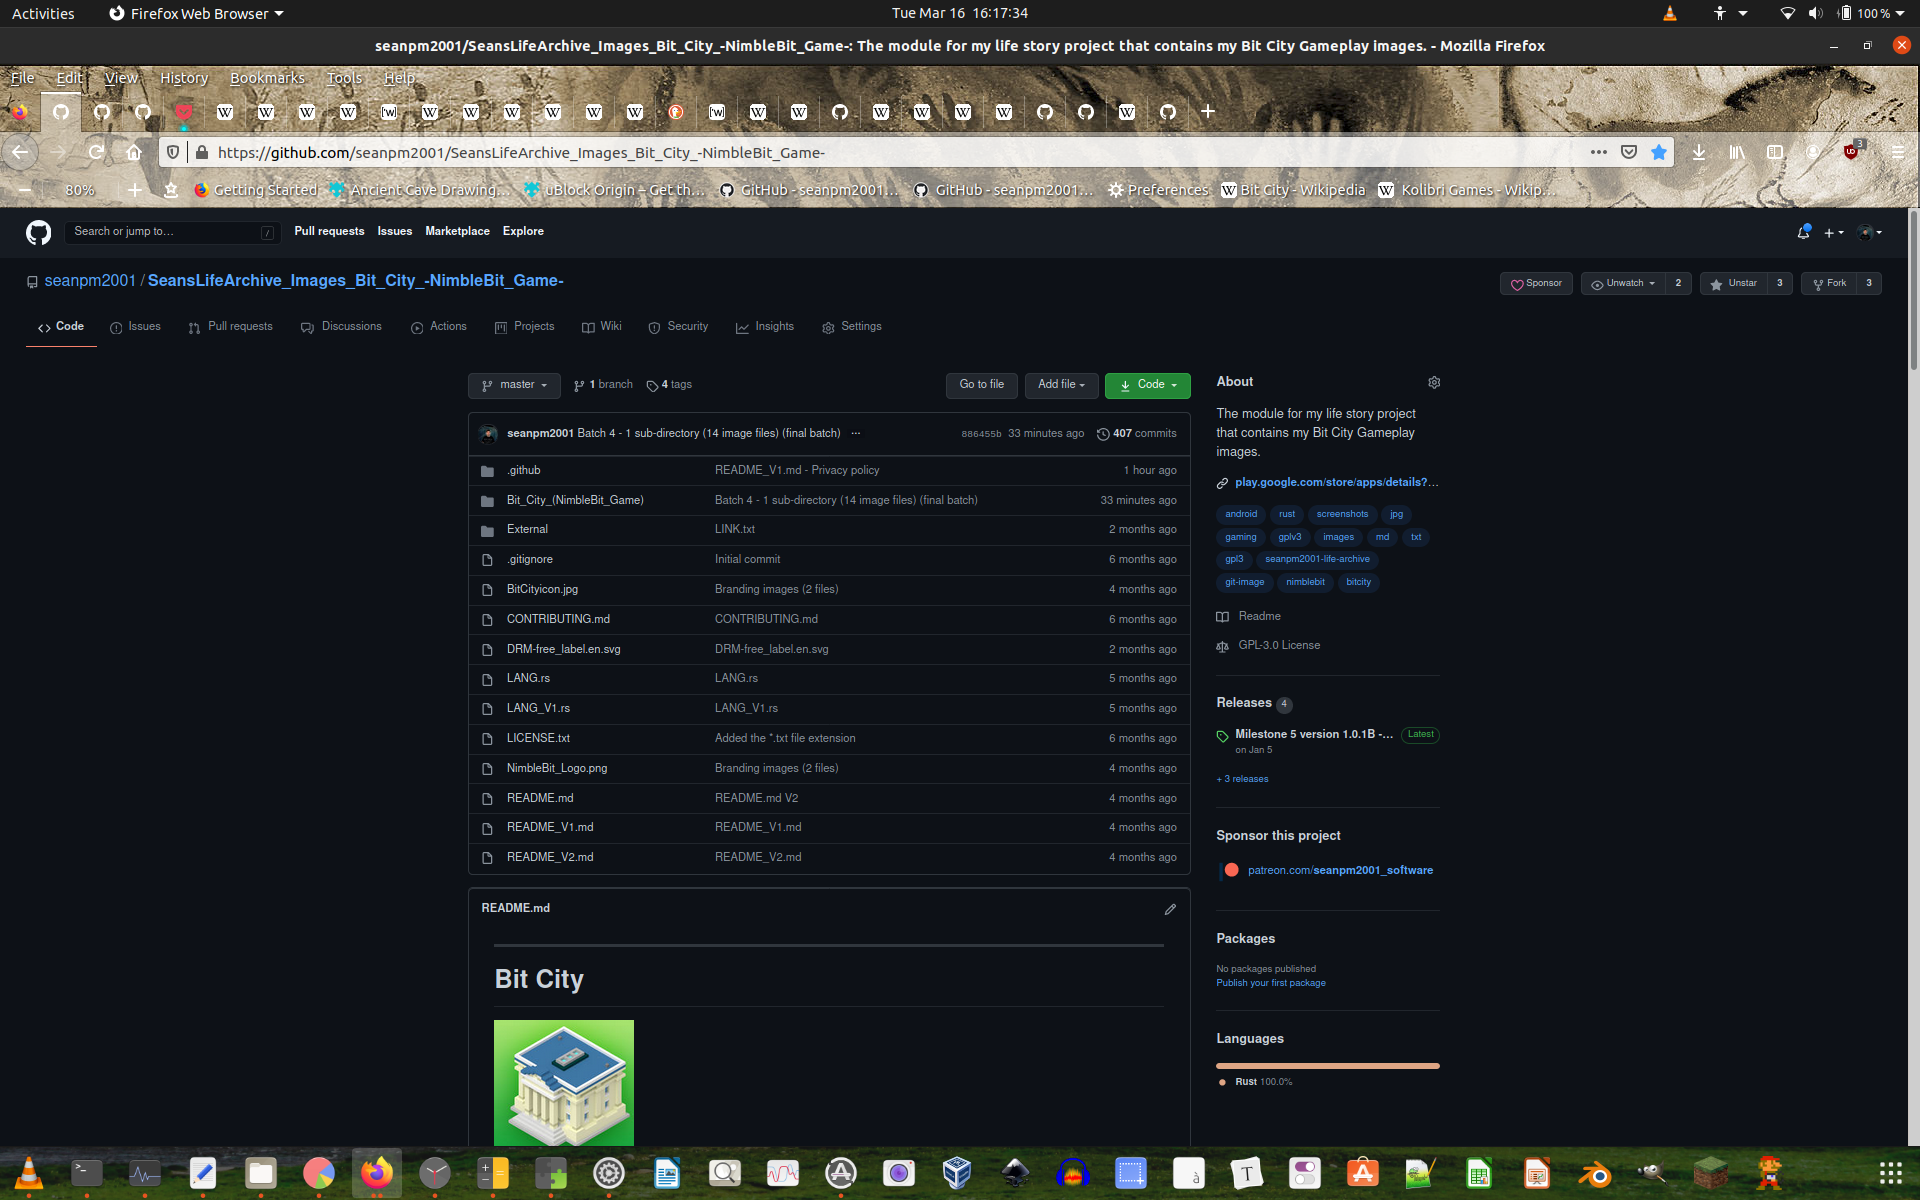 Activities
Firefox Web Browser
Tue Mar 16 16:17:34
100 %
seanpm2001/SeansLifeArchive_Images_Bit_City_-NimbleBit_Game-: The module for my life story project that contains my Bit City Gameplay images. - Mozilla Firefox
File Edit View History Bookmarks Tools Help
https://github.com/seanpm2001/SeansLifeArchive_Images_Bit_City_-NimbleBit_Game-
3
80%
Getting Started
Ancient Cave Drawing…
uBlock Origin – Get th…
GitHub - seanpm2001…
GitHub - seanpm2001…
Preferences
Bit City - Wikipedia
Kolibri Games - Wikip…
Search or jump to…
/
Pull requests
Issues
Marketplace
Explore
seanpm2001 / SeansLifeArchive_Images_Bit_City_-NimbleBit_Game-
Sponsor
Unwatch 2
Unstar 3
Fork 3
Code
Issues
Pull requests
Discussions
Actions
Projects
Wiki
Security
Insights
Settings
master
1 branch
4 tags
Go to file
Add file
Code
seanpm2001 Batch 4 - 1 sub-directory (14 image files) (final batch) ...
886455b 33 minutes ago 407 commits
.github README_V1.md - Privacy policy 1 hour ago
Bit_City_(NimbleBit_Game) Batch 4 - 1 sub-directory (14 image files) (final batch) 33 minutes ago
External LINK.txt 2 months ago
.gitignore Initial commit 6 months ago
BitCityicon.jpg Branding images (2 files) 4 months ago
CONTRIBUTING.md CONTRIBUTING.md 6 months ago
DRM-free_label.en.svg DRM-free_label.en.svg 2 months ago
LANG.rs LANG.rs 5 months ago
LANG_V1.rs LANG_V1.rs 5 months ago
LICENSE.txt Added the *.txt file extension 6 months ago
NimbleBit_Logo.png Branding images (2 files) 4 months ago
README.md README.md V2 4 months ago
README_V1.md README_V1.md 4 months ago
README_V2.md README_V2.md 4 months ago
README.md
Bit City
About
The module for my life story project
that contains my Bit City Gameplay
images.
play.google.com/store/apps/details?…
android rust screenshots jpg
gaming gplv3 images md txt
gpl3 seanpm2001-life-archive
git-image nimblebit bitcity
Readme
GPL-3.0 License
Releases 4
Milestone 5 version 1.0.1B -… Latest
on Jan 5
+ 3 releases
Sponsor this project
patreon.com/seanpm2001_software
Packages
No packages published
Publish your first package
Languages
Rust 100.0%